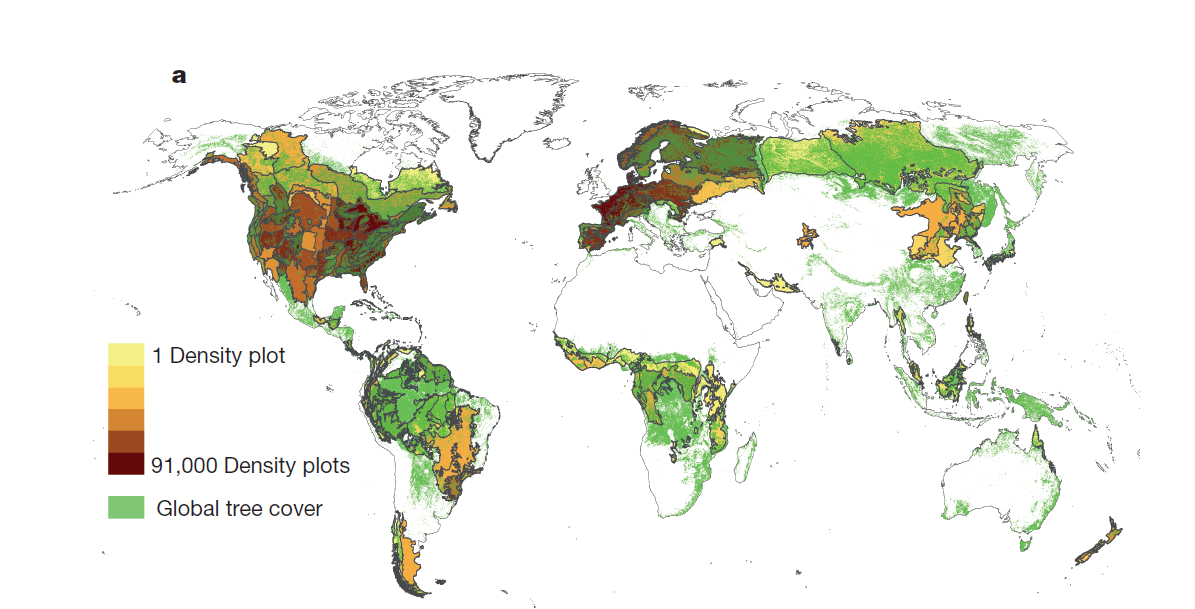 a
1 Density plot
91,000 Density plots
Global tree cover